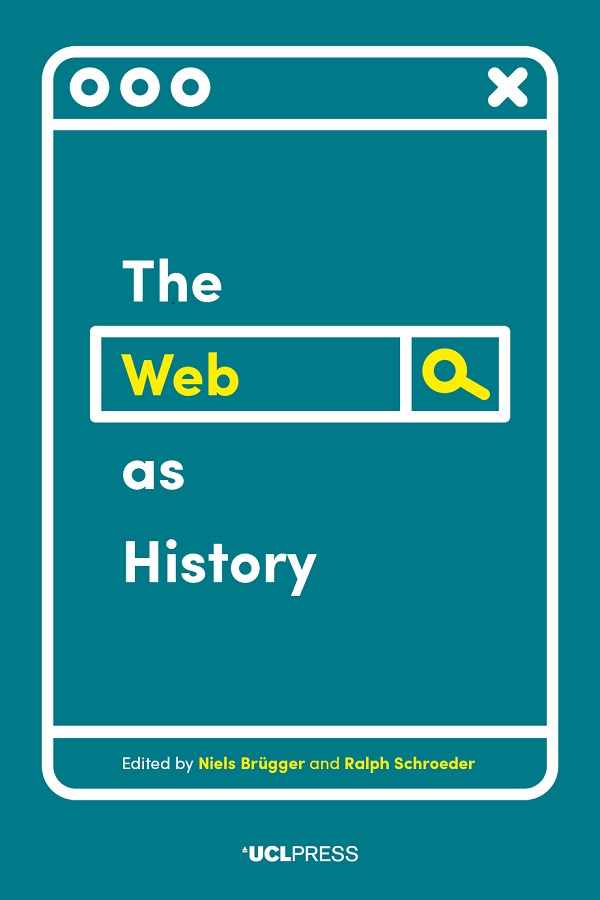 The
Web
as
History
Edited by Niels Brügger and Ralph Schroeder
UCLPRESS